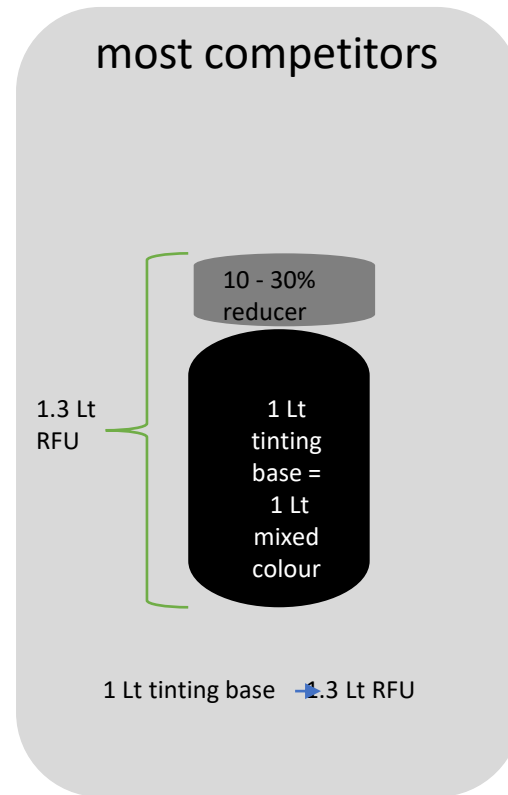 most competitors
10 - 30%
reducer
1.3 Lt
RFU
1 Lt
tinting
base =
1 Lt
mixed
colour
1 Lt tinting base 1.3 Lt RFU